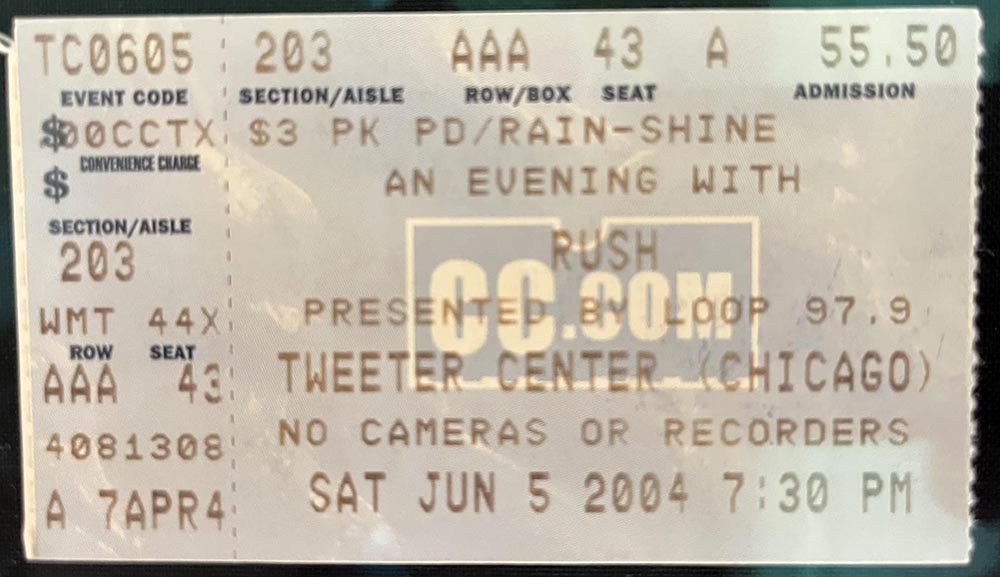 TC0605 203 AAA 43 A 55.50
EVENT CODE SECTION/AISLE ROW/BOX SEAT ADMISSION
$00CCTX $3 PK PD/RAIN-SHINE
CONVENIENCE CHARGE
$ AN EVENING WITH
SECTION/AISLE
203 RUSH
CC.COM
WMT 44X PRESENTED BY LOOP 97.9
ROW SEAT
AAA 43 TWEETER CENTER (CHICAGO)
4081308 NO CAMERAS OR RECORDERS
A 7APR4 SAT JUN 5 2004 7:30 PM